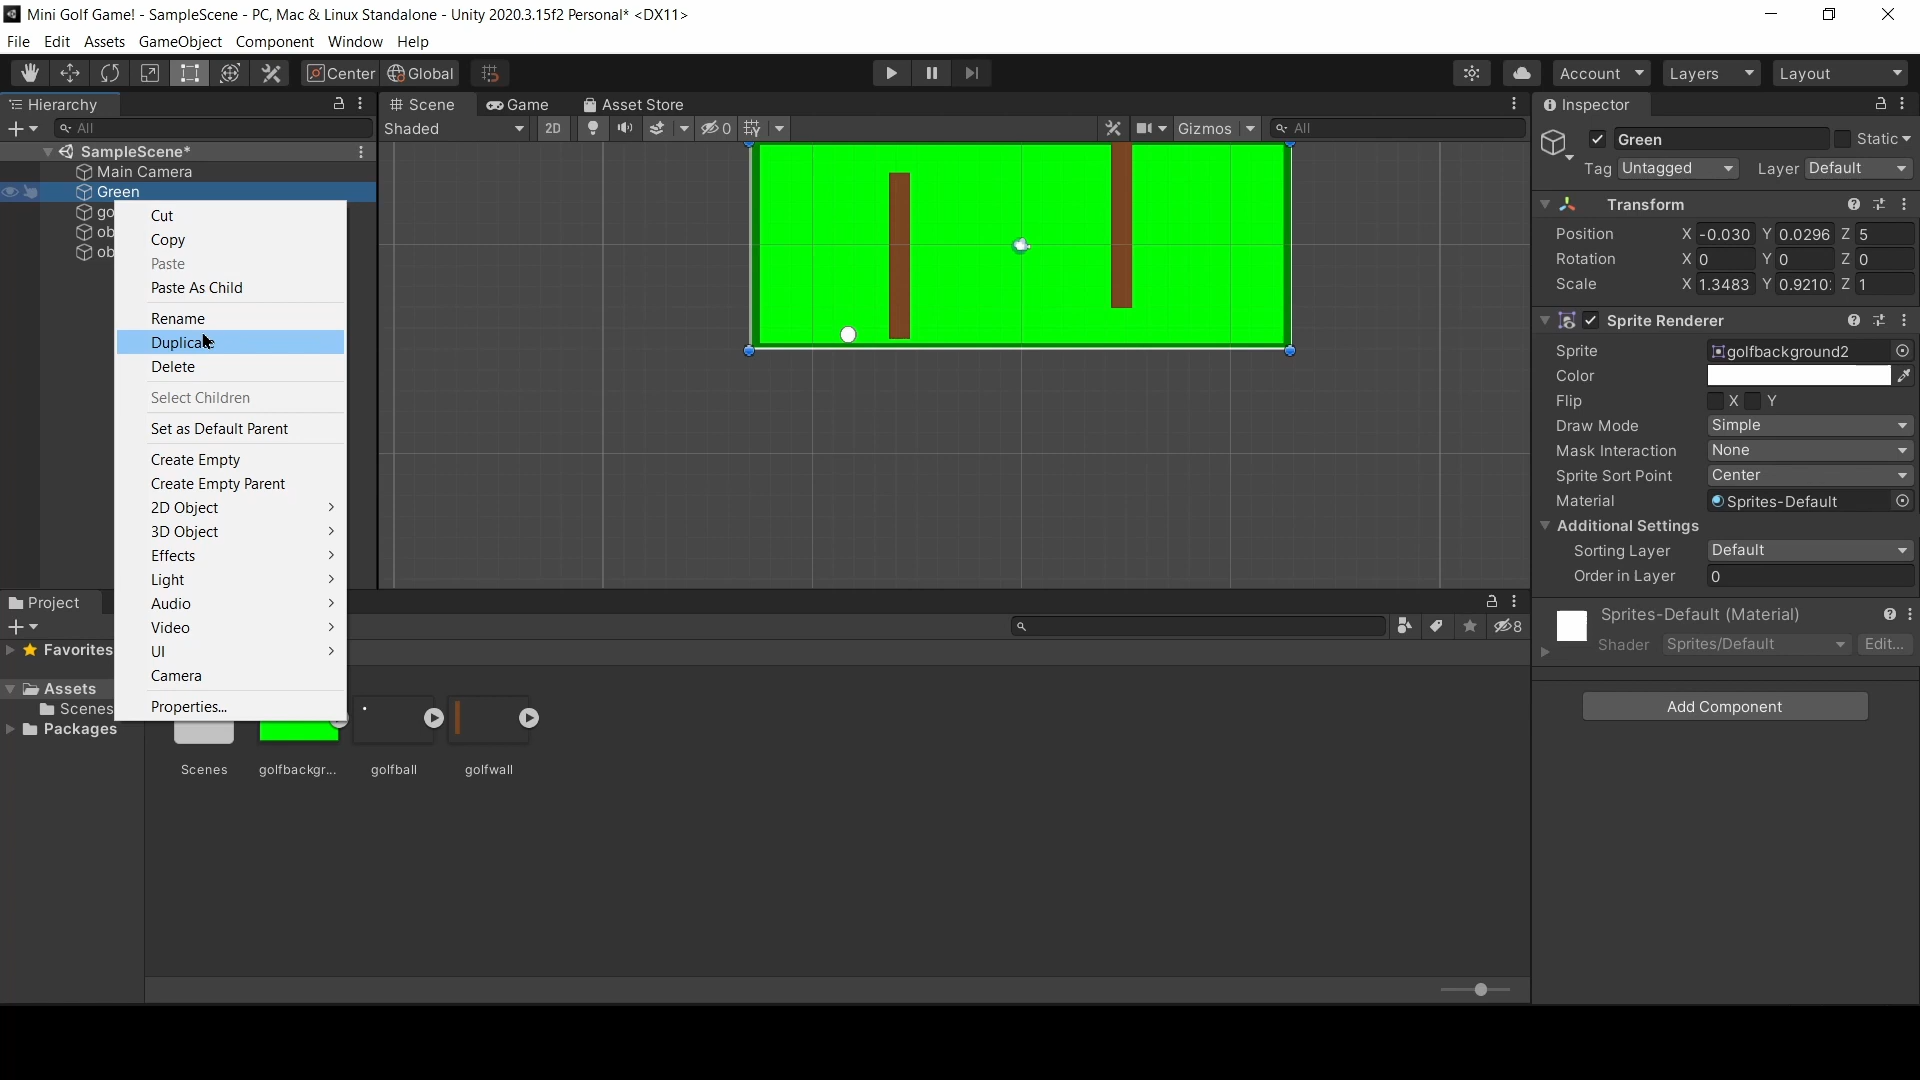 Mini Golf Game! - SampleScene - PC, Mac & Linux Standalone - Unity 2020.3.15f2 Personal* <DX11>
File Edit Assets GameObject Component Window Help
Center Global Account Layers Layout
Hierarchy Scene Game Asset Store Inspector
All Shaded 2D 0 Gizmos All
SampleScene*
Main Camera
Green
go
ob
ob
Cut
Copy
Paste
Paste As Child
Rename
Duplicate
Delete
Select Children
Set as Default Parent
Create Empty
Create Empty Parent
2D Object
3D Object
Effects
Light
Audio
Video
UI
Camera
Properties...
Green Static
Tag Untagged Layer Default
Transform
Position X -0.030 Y 0.0296 Z 5
Rotation X 0 Y 0 Z 0
Scale X 1.3483 Y 0.9210 Z 1
Sprite Renderer
Sprite golfbackground2
Color
Flip X Y
Draw Mode Simple
Mask Interaction None
Sprite Sort Point Center
Material Sprites-Default
Additional Settings
Sorting Layer Default
Order in Layer 0
Sprites-Default (Material)
Shader Sprites/Default Edit...
Add Component
Project
8
Favorites
Assets
Scenes
Packages
Scenes golfbackgr... golfball golfwall